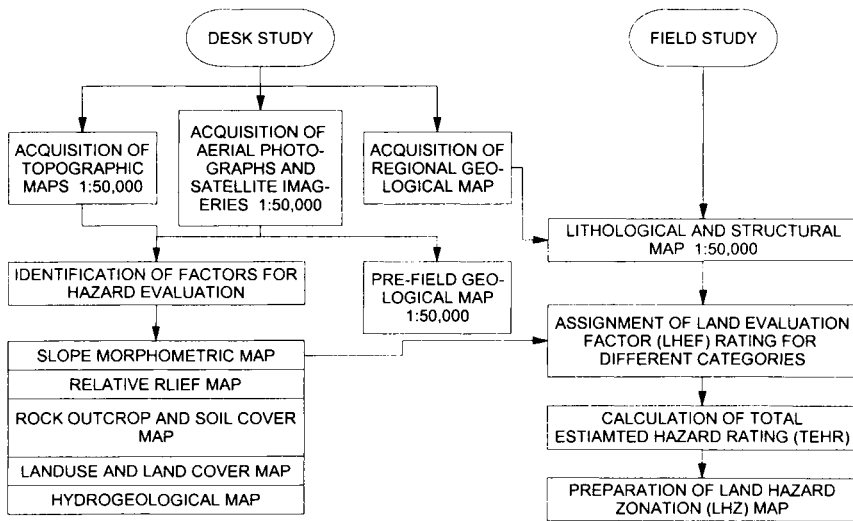 DESK STUDY
FIELD STUDY
ACQUISITION OF
TOPOGRAPHIC
MAPS 1:50,000
ACQUISITION OF
AERIAL PHOTO-
GRAPHS AND
SATELLITE IMAG-
ERIES 1:50,000
ACQUISITION OF
REGIONAL GEO-
LOGICAL MAP
LITHOLOGICAL AND STRUCTURAL
MAP 1:50,000
IDENTIFICATION OF FACTORS FOR
HAZARD EVALUATION
PRE-FIELD GEO-
LOGICAL MAP
1:50,000
ASSIGNMENT OF LAND EVALUATION
FACTOR (LHEF) RATING FOR
DIFFERENT CATEGORIES
SLOPE MORPHOMETRIC MAP
RELATIVE RLIEF MAP
ROCK OUTCROP AND SOIL COVER
MAP
LANDUSE AND LAND COVER MAP
HYDROGEOLOGICAL MAP
CALCULATION OF TOTAL
ESTIAMTED HAZARD RATING (TEHR)
PREPARATION OF LAND HAZARD
ZONATION (LHZ) MAP